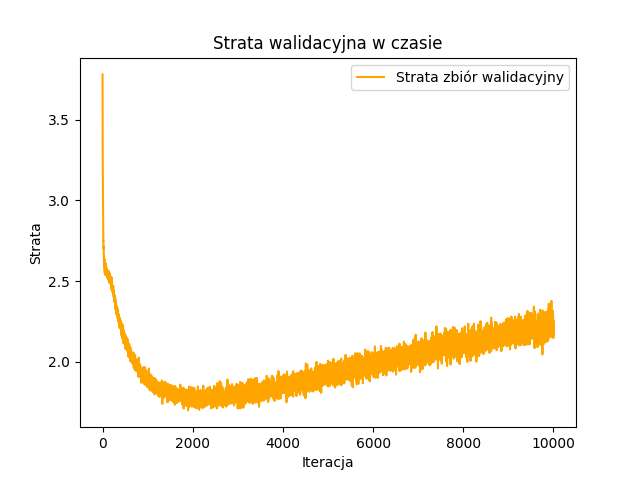 Strata walidacyjna w czasie
Strata zbiór walidacyjny
3.5
3.0
2.5
2.0
Strata
0
2000
4000
6000
8000
10000
Iteracja